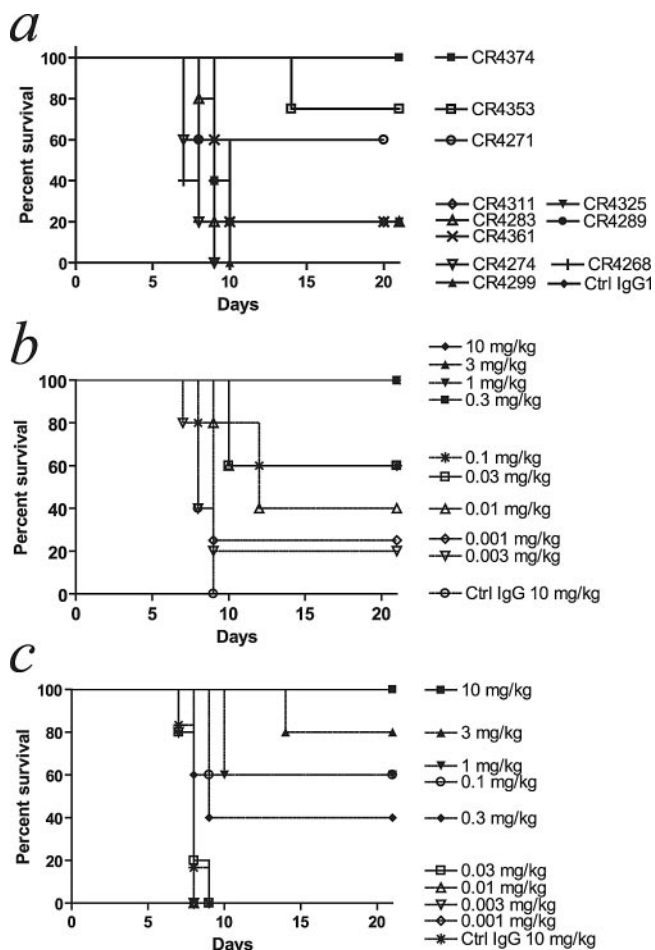 a
100
80
60
40
20
0
Percent survival
0 5 10 15 20
Days
CR4374
CR4353
CR4271
CR4311 CR4325
CR4283 CR4289
CR4361
CR4274 CR4268
CR4299 Ctrl IgG1
b
100
80
60
40
20
0
Percent survival
0 5 10 15 20
Days
10 mg/kg
3 mg/kg
1 mg/kg
0.3 mg/kg
0.1 mg/kg
0.03 mg/kg
0.01 mg/kg
0.001 mg/kg
0.003 mg/kg
Ctrl IgG 10 mg/kg
c
100
80
60
40
20
0
Percent survival
0 5 10 15 20
Days
10 mg/kg
3 mg/kg
1 mg/kg
0.1 mg/kg
0.3 mg/kg
0.03 mg/kg
0.01 mg/kg
0.003 mg/kg
0.001 mg/kg
Ctrl IgG 10 mg/kg